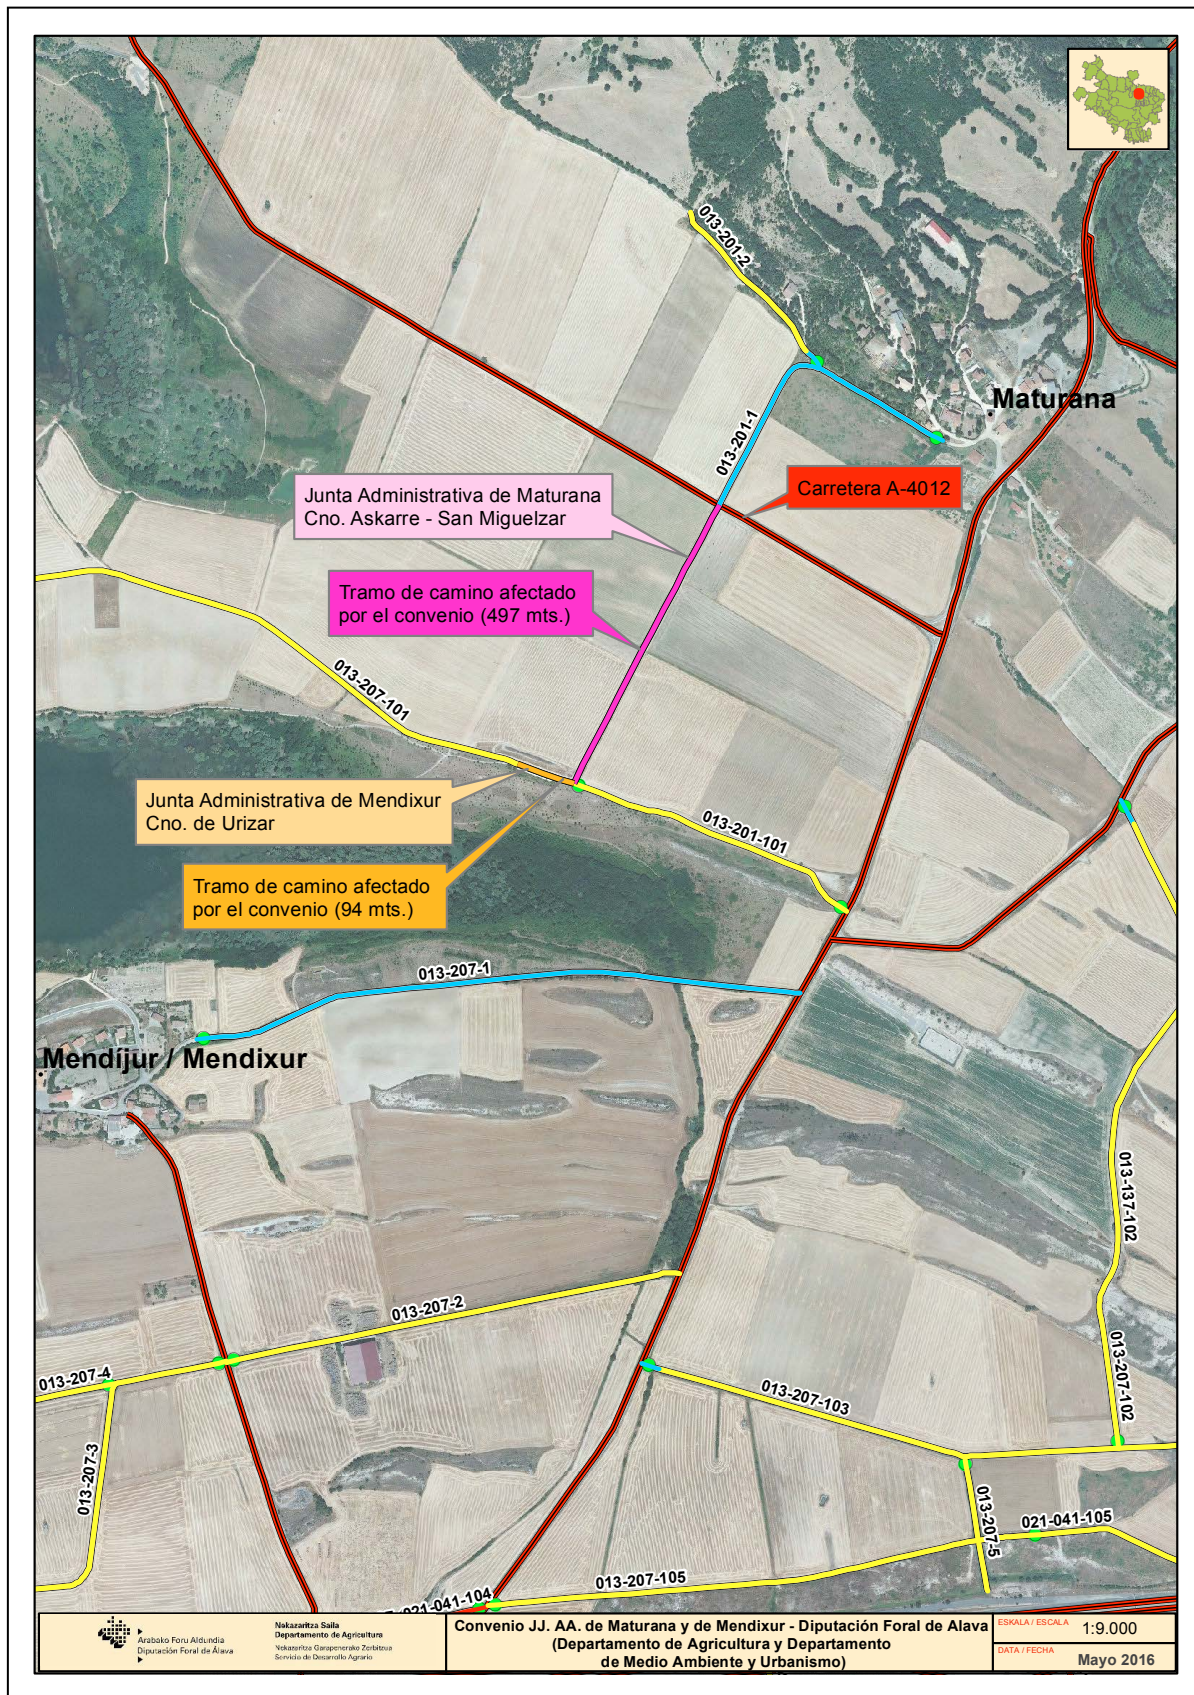 013-201-2
Maturana
013-201-1
Carretera A-4012
Junta Administrativa de Maturana
Cno. Askarre - San Miguelzar
Tramo de camino afectado
por el convenio (497 mts.)
013-207-101
Junta Administrativa de Mendixur
Cno. de Urizar
013-201-101
Tramo de camino afectado
por el convenio (94 mts.)
013-207-1
Mendíjur / Mendixur
013-137-102
013-207-2
013-207-4
013-207-103
013-207-102
013-207-3
013-207-5
021-041-105
013-207-105
021-041-104
Arabako Foru Aldundia
Diputación Foral de Álava
Nekazaritza Saila
Departamento de Agricultura
Nekazaritza Garapenerako Zerbitzua
Servicio de Desarrollo Agrario
Convenio JJ. AA. de Maturana y de Mendixur - Diputación Foral de Alava
(Departamento de Agricultura y Departamento
de Medio Ambiente y Urbanismo)
ESKALA / ESCALA
1:9.000
DATA / FECHA
Mayo 2016